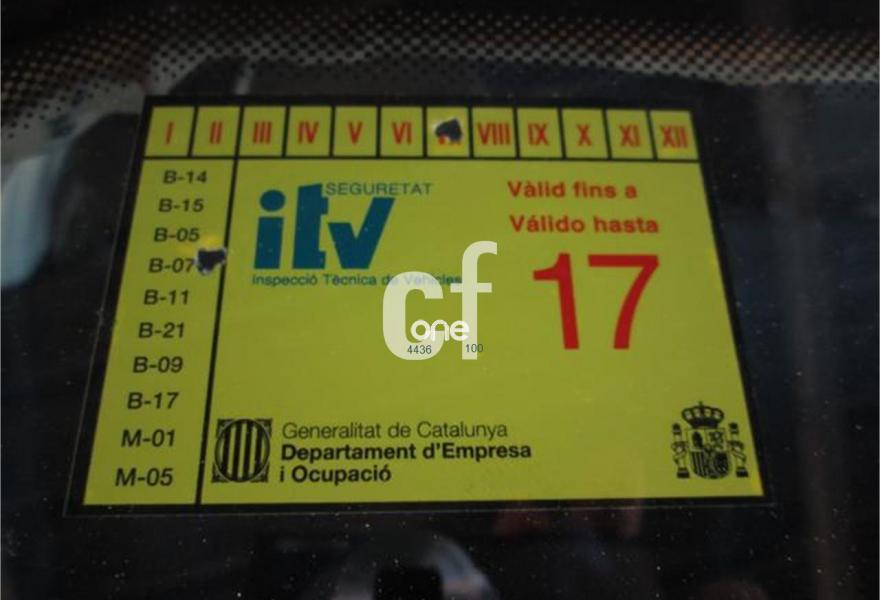 I II III IV V VI VIII IX X XI XII
B-14
B-15
B-05
B-07
B-11
B-21
B-09
B-17
M-01
M-05
SEGURETAT
itv
Inspecció Tècnica de Vehicles
Vàlid fins a
Válido hasta
17
cf
one
4436 100
Generalitat de Catalunya
Departament d'Empresa
i Ocupació